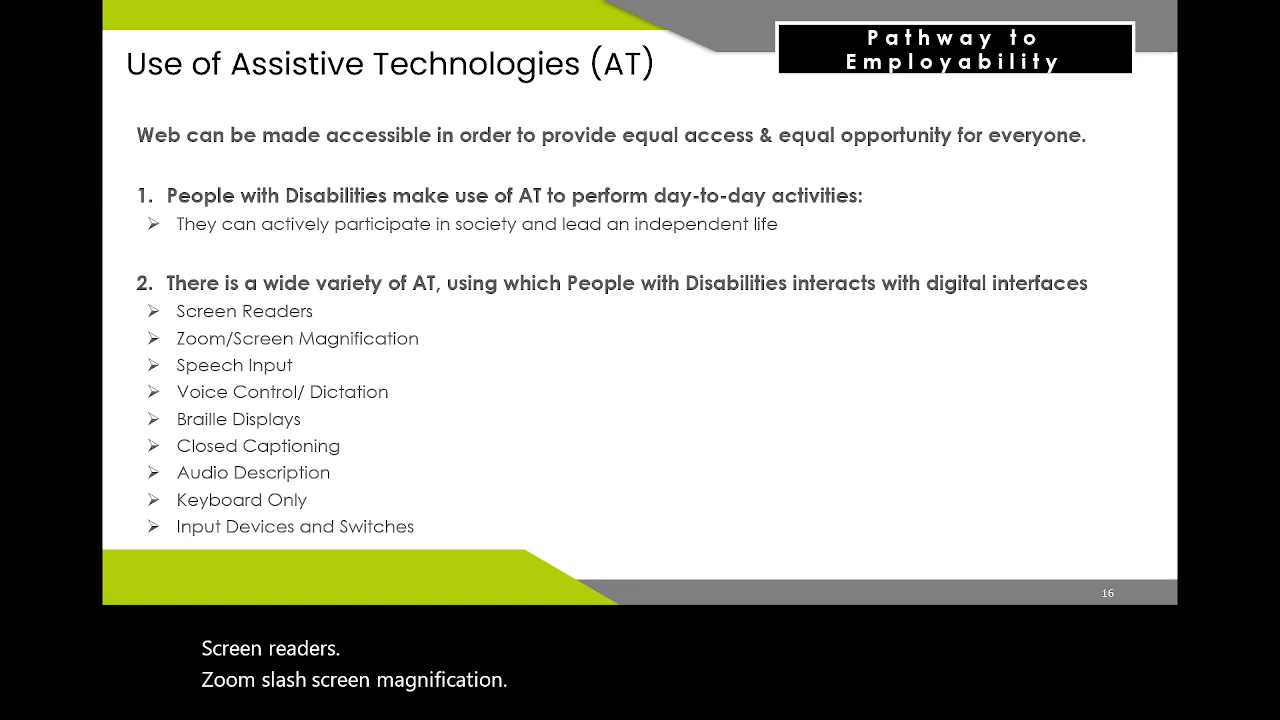 Pathway to
Employability
Use of Assistive Technologies (AT)
Web can be made accessible in order to provide equal access & equal opportunity for everyone.
1. People with Disabilities make use of AT to perform day-to-day activities:
➢ They can actively participate in society and lead an independent life
2. There is a wide variety of AT, using which People with Disabilities interacts with digital interfaces
➢ Screen Readers
➢ Zoom/Screen Magnification
➢ Speech Input
➢ Voice Control/ Dictation
➢ Braille Displays
➢ Closed Captioning
➢ Audio Description
➢ Keyboard Only
➢ Input Devices and Switches
16
Screen readers.
Zoom slash screen magnification.